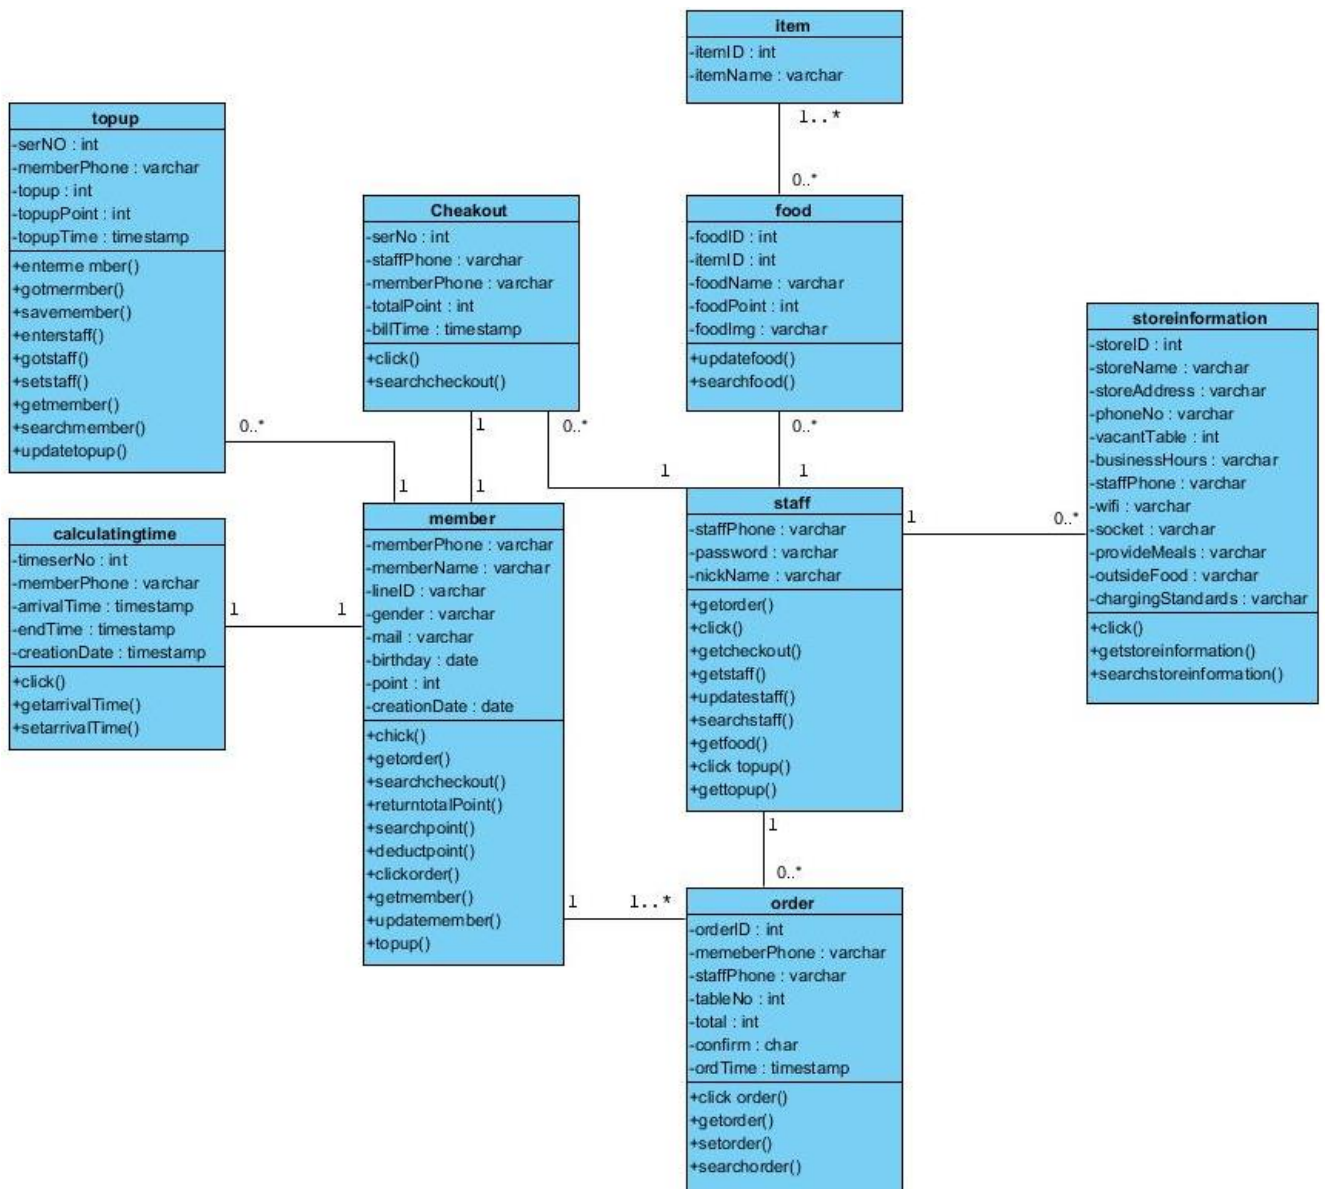 item
-itemID : int
-itemName : varchar
1..*
0..*
topup
-serNO : int
-memberPhone : varchar
-topup : int
-topupPoint : int
-topupTime : timestamp
+enterme mber()
+gotmermber()
+savemember()
+enterstaff()
+gotstaff()
+setstaff()
+getmember()
+searchmember()
+updatetopup()
0..*
1
Cheakout
-serNo : int
-staffPhone : varchar
-memberPhone : varchar
-totalPoint : int
-billTime : timestamp
+click()
+searchcheckout()
1
1
0..*
1
food
-foodID : int
-itemID : int
-foodName : varchar
-foodPoint : int
-foodImg : varchar
+updatefood()
+searchfood()
0..*
1
storeinformation
-storeID : int
-storeName : varchar
-storeAddress : varchar
-phoneNo : varchar
-vacantTable : int
-businessHours : varchar
-staffPhone : varchar
-wifi : varchar
-socket : varchar
-provideMeals : varchar
-outsideFood : varchar
-chargingStandards : varchar
+click()
+getstoreinformation()
+searchstoreinformation()
calculatingtime
-timeserNo : int
-memberPhone : varchar
-arrivalTime : timestamp
-endTime : timestamp
-creationDate : timestamp
+click()
+getarrivalTime()
+setarrivalTime()
1
1
member
-memberPhone : varchar
-memberName : varchar
-lineID : varchar
-gender : varchar
-mail : varchar
-birthday : date
-point : int
-creationDate : date
+chick()
+getorder()
+searchcheckout()
+returntotalPoint()
+searchpoint()
+deductpoint()
+clickorder()
+getmember()
+updatemember()
+topup()
1
1..*
staff
-staffPhone : varchar
-password : varchar
-nickName : varchar
+getorder()
+click()
+getcheckout()
+getstaff()
+updatestaff()
+searchstaff()
+getfood()
+click topup()
+gettopup()
1
0..*
1
0..*
order
-orderID : int
-memeberPhone : varchar
-staffPhone : varchar
-tableNo : int
-total : int
-confirm : char
-ordTime : timestamp
+click order()
+getorder()
+setorder()
+searchorder()